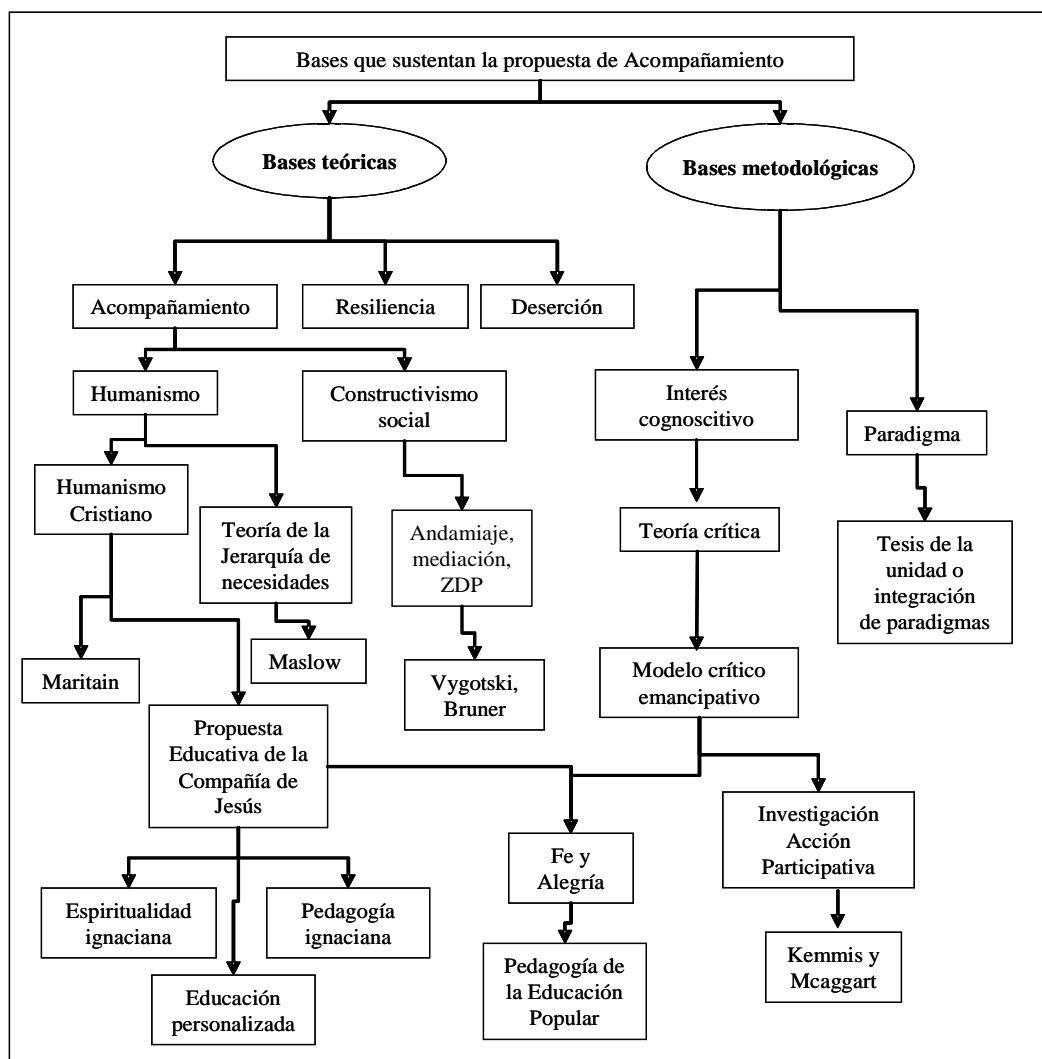 Bases que sustentan la propuesta de Acompañamiento
Bases teóricas
Bases metodológicas
Acompañamiento
Resiliencia
Deserción
Humanismo
Constructivismo
social
Interés
cognoscitivo
Paradigma
Humanismo
Cristiano
Teoría de la
Jerarquía de
necesidades
Andamiaje,
mediación,
ZDP
Teoría crítica
Tesis de la
unidad o
integración
de paradigmas
Maritain
Maslow
Vygotski,
Bruner
Modelo crítico
emancipativo
Propuesta
Educativa de la
Compañía de
Jesús
Fe y
Alegría
Investigación
Acción
Participativa
Espiritualidad
ignaciana
Pedagogía
ignaciana
Educación
personalizada
Pedagogía de
la Educación
Popular
Kemmis y
Mcaggart